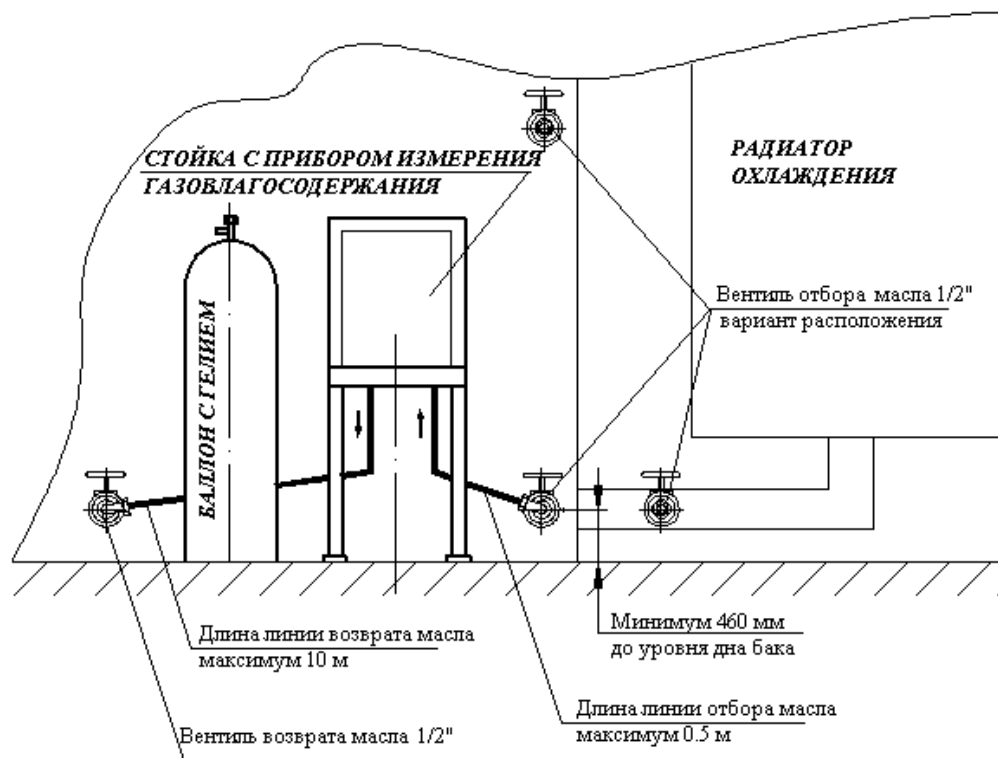 СТОЙКА С ПРИБОРОМ ИЗМЕРЕНИЯ
ГАЗОВЛАГОСОДЕРЖАНИЯ
РАДИАТОР
ОХЛАЖДЕНИЯ
БАЛЛОН С ГЕЛИЕМ
Вентиль отбора масла 1/2"
вариант расположения
Длина линии возврата масла
максимум 10 м
Минимум 460 мм
до уровня дна бака
Длина линии отбора масла
максимум 0.5 м
Вентиль возврата масла 1/2"